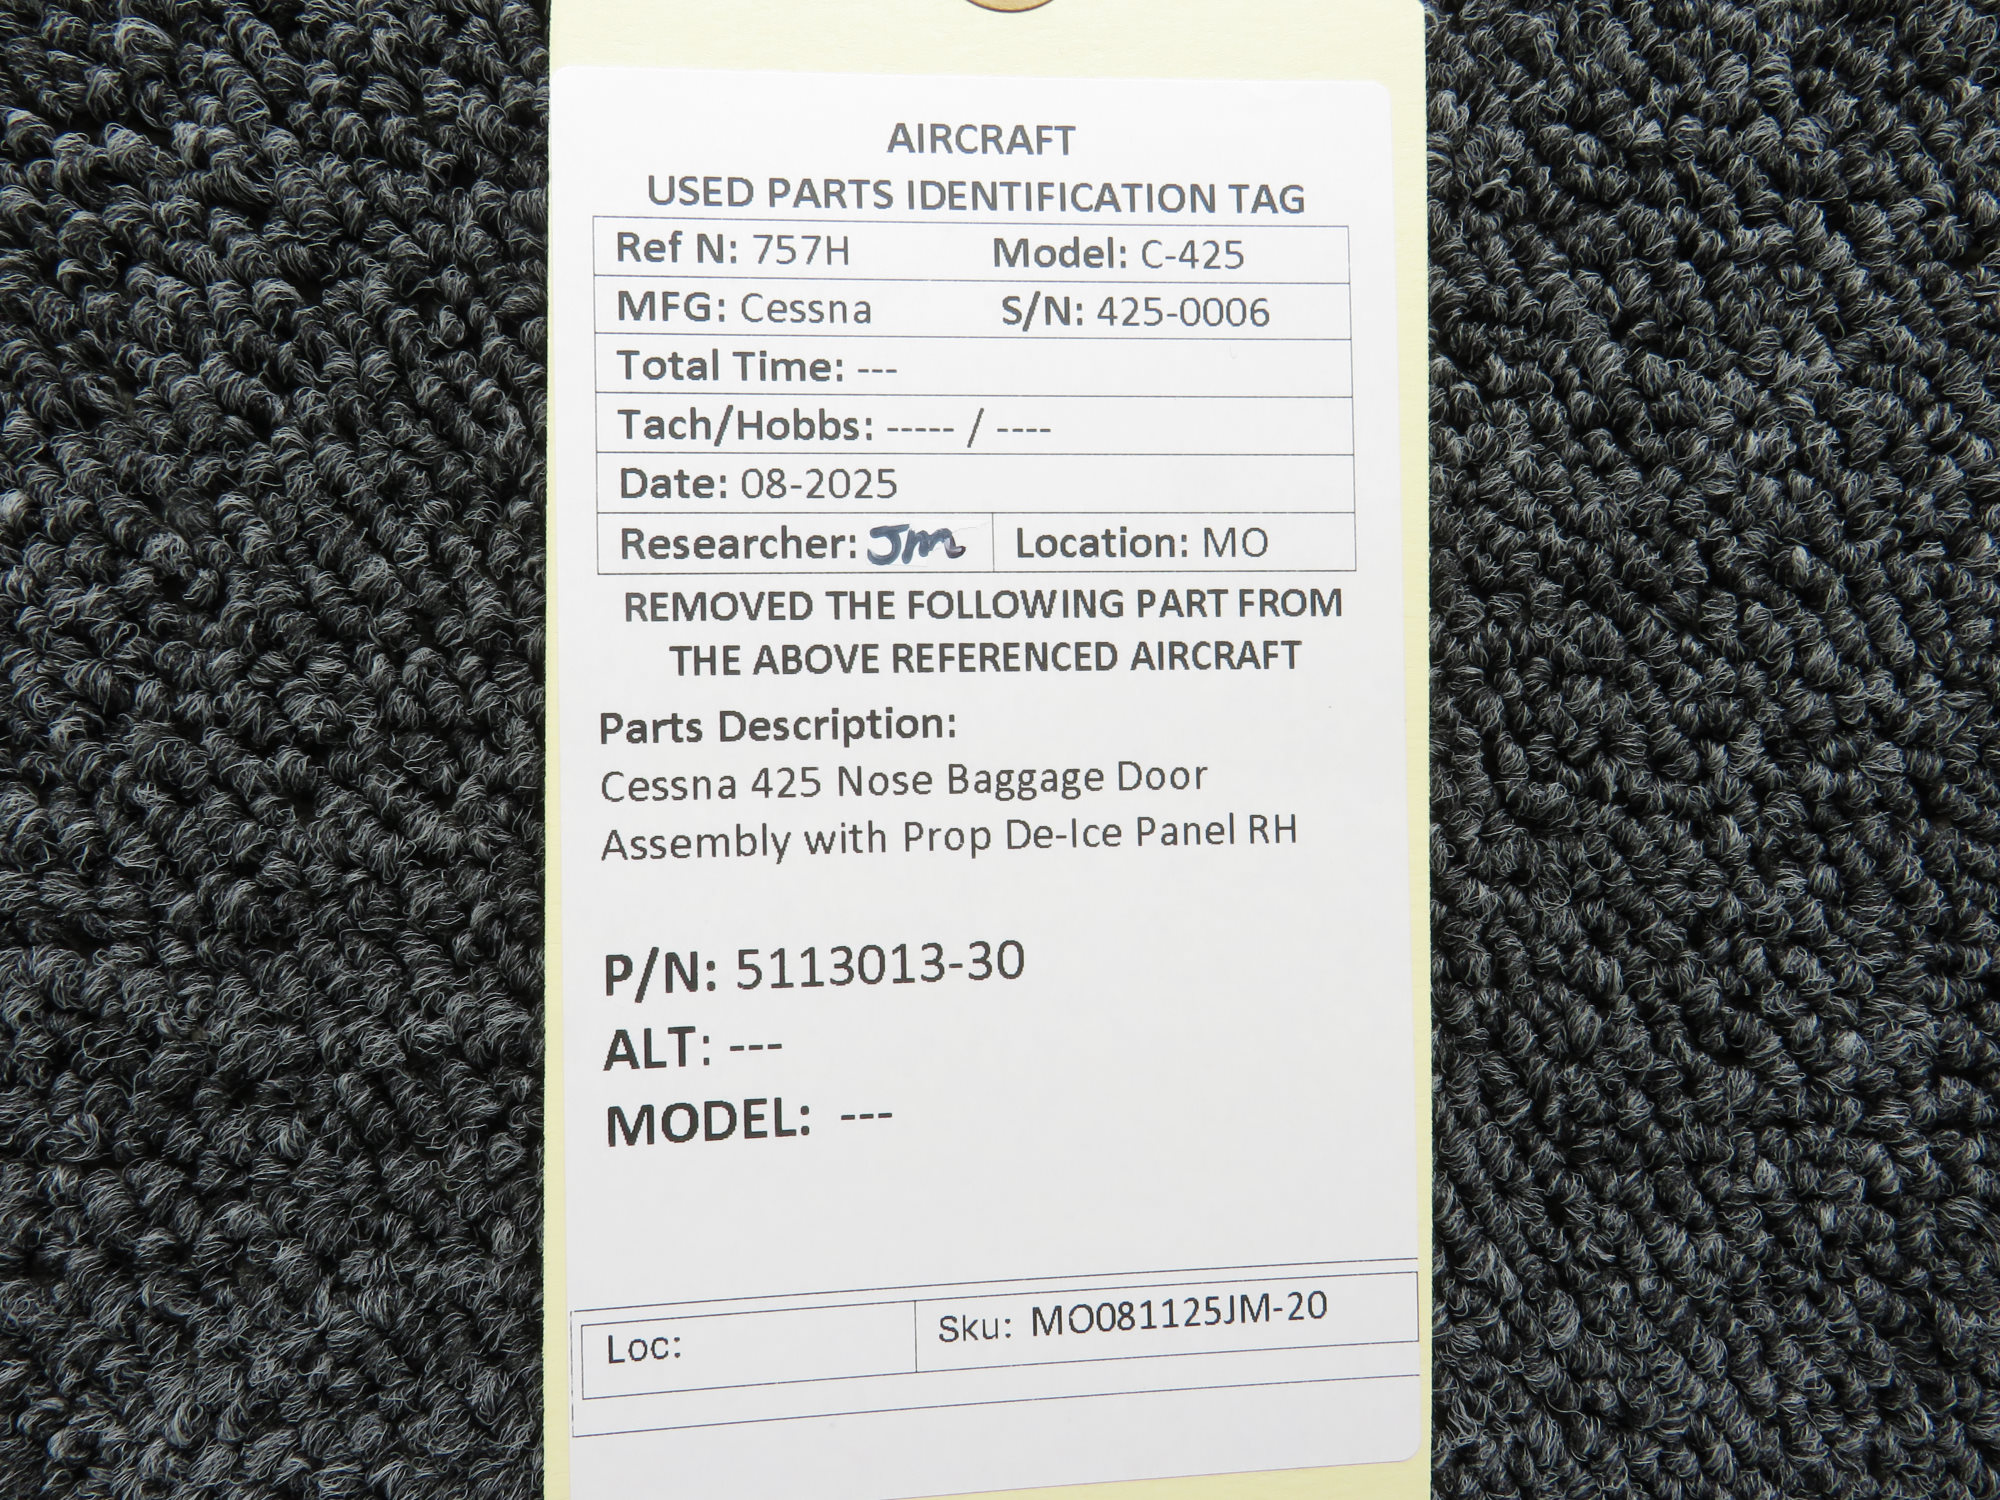 AIRCRAFT
USED PARTS IDENTIFICATION TAG
Ref N: 757H Model: C-425
MFG: Cessna S/N: 425-0006
Total Time: ---
Tach/Hobbs: ----- / ----
Date: 08-2025
Researcher: Jm Location: MO
REMOVED THE FOLLOWING PART FROM
THE ABOVE REFERENCED AIRCRAFT
Parts Description:
Cessna 425 Nose Baggage Door
Assembly with Prop De-Ice Panel RH
P/N: 5113013-30
ALT: ---
MODEL: ---
Loc: Sku: MO081125JM-20